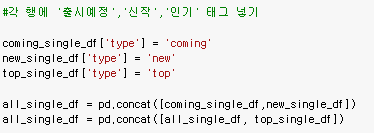 #각 행에 '출시예정','신작','인기' 태그 넣기
coming_single_df['type'] = 'coming'
new_single_df['type'] = 'new'
top_single_df['type'] = 'top'
all_single_df = pd.concat([coming_single_df,new_single_df])
all_single_df = pd.concat([all_single_df, top_single_df])